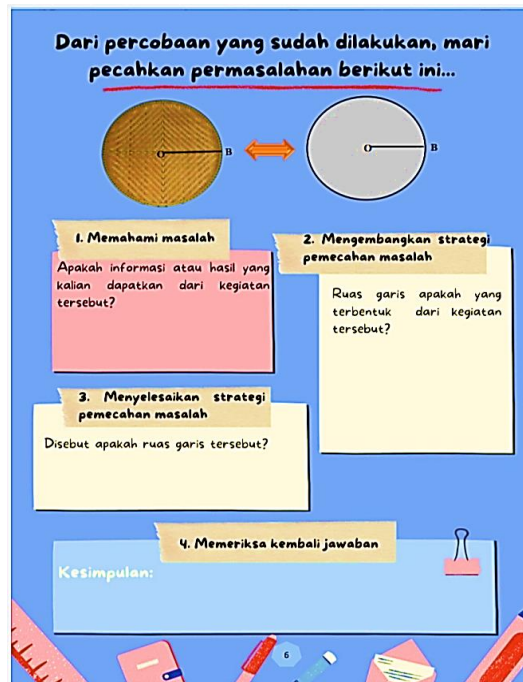 Dari percobaan yang sudah dilakukan, mari
pecahkan permasalahan berikut ini...
O B
O B
1. Memahami masalah
Apakah informasi atau hasil yang
kalian dapatkan dari kegiatan
tersebut?
2. Mengembangkan strategi
pemecahan masalah
Ruas garis apakah yang
terbentuk dari kegiatan
tersebut?
3. Menyelesaikan strategi
pemecahan masalah
Disebut apakah ruas garis tersebut?
4. Memeriksa kembali jawaban
Kesimpulan:
6